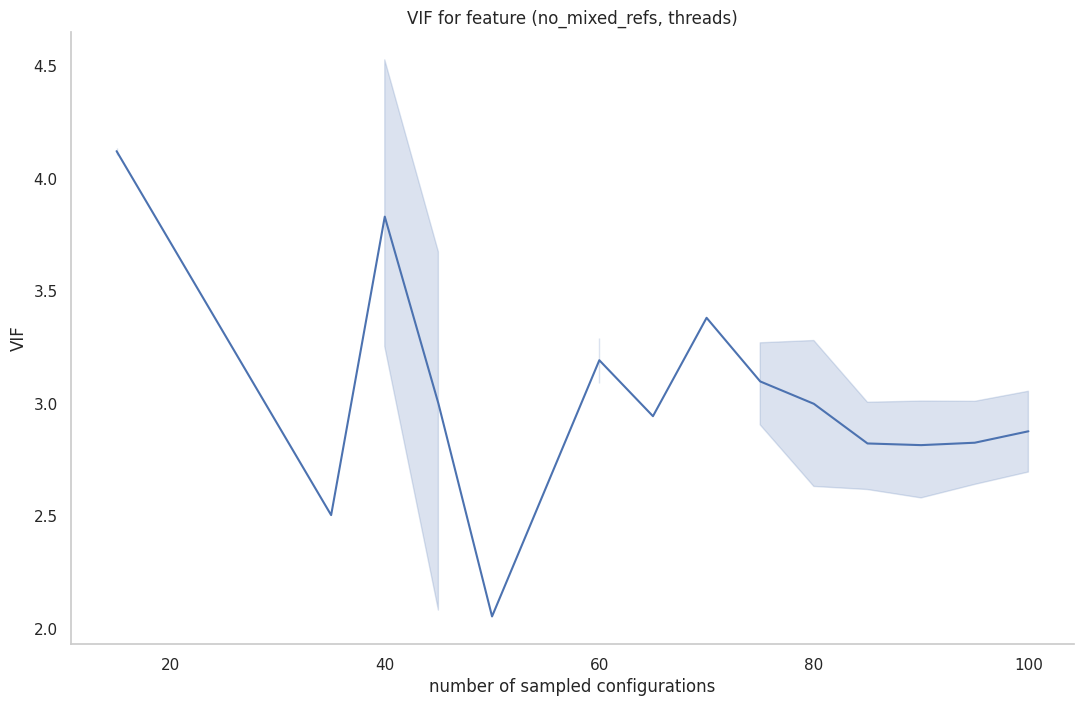 VIF for feature (no_mixed_refs, threads)
4.5
4.0
3.5
3.0
2.5
2.0
VIF
20 40 60 80 100
number of sampled configurations